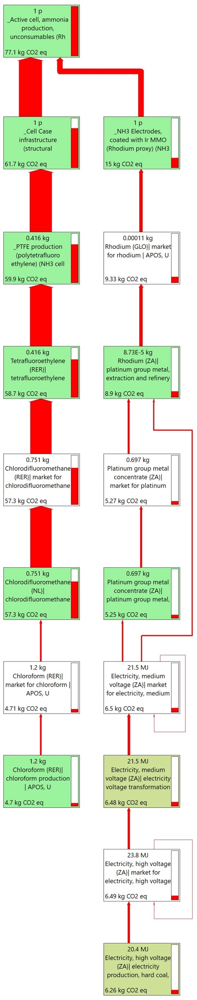 1 p
_Active cell, ammonia
production,
unconsumables (Rh
77.1 kg CO2 eq
1 p
_Cell Case
infrastructure
(structural
61.7 kg CO2 eq
1 p
_NH3 Electrodes,
coated with Ir MMO
(Rhodium proxy) (NH3
15 kg CO2 eq
0.416 kg
_PTFE production
(polytetrafluoro
ethylene) (NH3 cell
59.9 kg CO2 eq
0.00011 kg
Rhodium {GLO}| market
for rhodium | APOS, U
9.33 kg CO2 eq
0.416 kg
Tetrafluoroethylene
{RER}|
tetrafluoroethylene
58.7 kg CO2 eq
8.73E-5 kg
Rhodium {ZA}|
platinum group metal,
extraction and refinery
8.9 kg CO2 eq
0.751 kg
Chlorodifluoromethane
{RER}| market for
chlorodifluoromethane
57.3 kg CO2 eq
0.697 kg
Platinum group metal
concentrate {ZA}|
market for platinum
5.27 kg CO2 eq
0.751 kg
Chlorodifluoromethane
{NL}|
chlorodifluoromethane
57.3 kg CO2 eq
0.697 kg
Platinum group metal
concentrate {ZA}|
platinum group metal,
5.25 kg CO2 eq
1.2 kg
Chloroform {RER}|
market for chloroform |
APOS, U
4.71 kg CO2 eq
21.5 MJ
Electricity, medium
voltage {ZA}| market
for electricity, medium
6.5 kg CO2 eq
1.2 kg
Chloroform {RER}|
chloroform production
| APOS, U
4.7 kg CO2 eq
21.5 MJ
Electricity, medium
voltage {ZA}| electricity
voltage transformation
6.48 kg CO2 eq
23.8 MJ
Electricity, high voltage
{ZA}| market for
electricity, high voltage
6.49 kg CO2 eq
20.4 MJ
Electricity, high voltage
{ZA}| electricity
production, hard coal,
6.26 kg CO2 eq